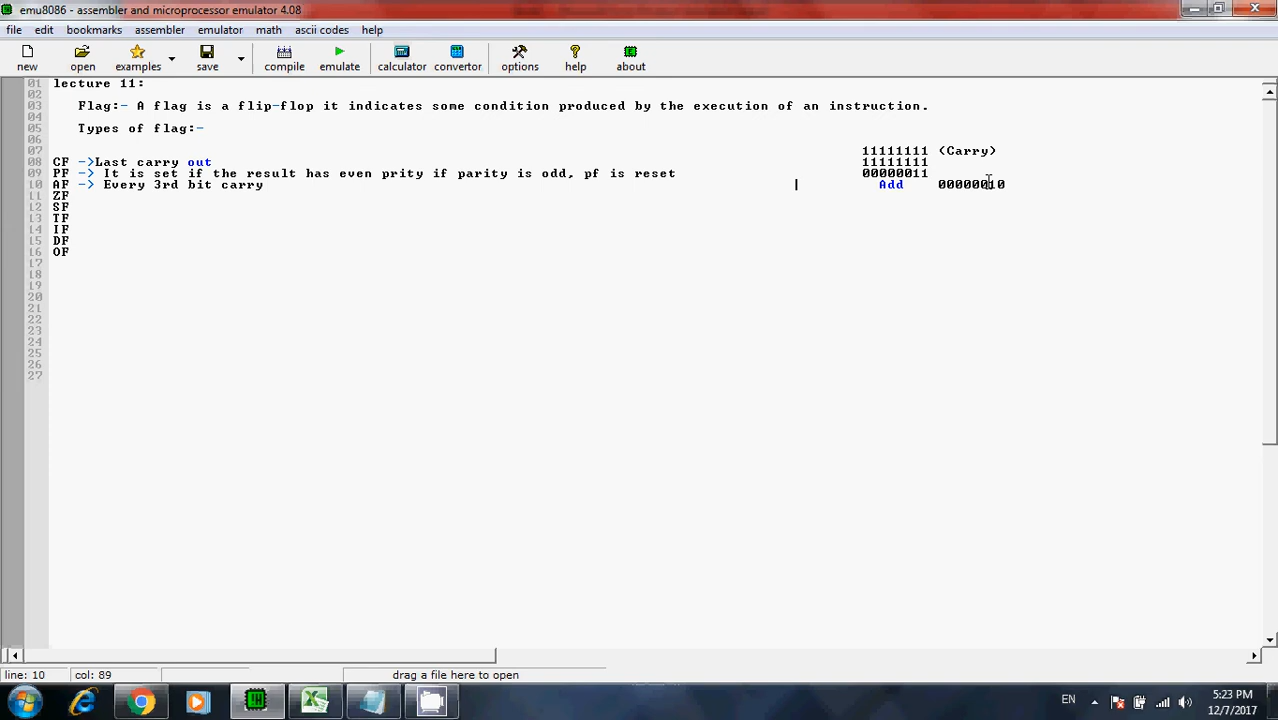 emu8086 - assembler and microprocessor emulator 4.08
file edit bookmarks assembler emulator math ascii codes help
new open examples save compile emulate calculator convertor options help about
01 lecture 11:
02
03 Flag:- A flag is a flip-flop it indicates some condition produced by the execution of an instruction.
04
05 Types of flag:-
06
07 11111111 (Carry)
08 CF ->Last carry out 11111111
09 PF -> It is set if the result has even prity if parity is odd, pf is reset 00000011
10 AF -> Every 3rd bit carry Add 00000010
11 ZF
12 SF
13 TF
14 IF
15 DF
16 OF
17
18
19
20
21
22
23
24
25
26
27
line: 10 col: 89 drag a file here to open
EN 5:23 PM
12/7/2017